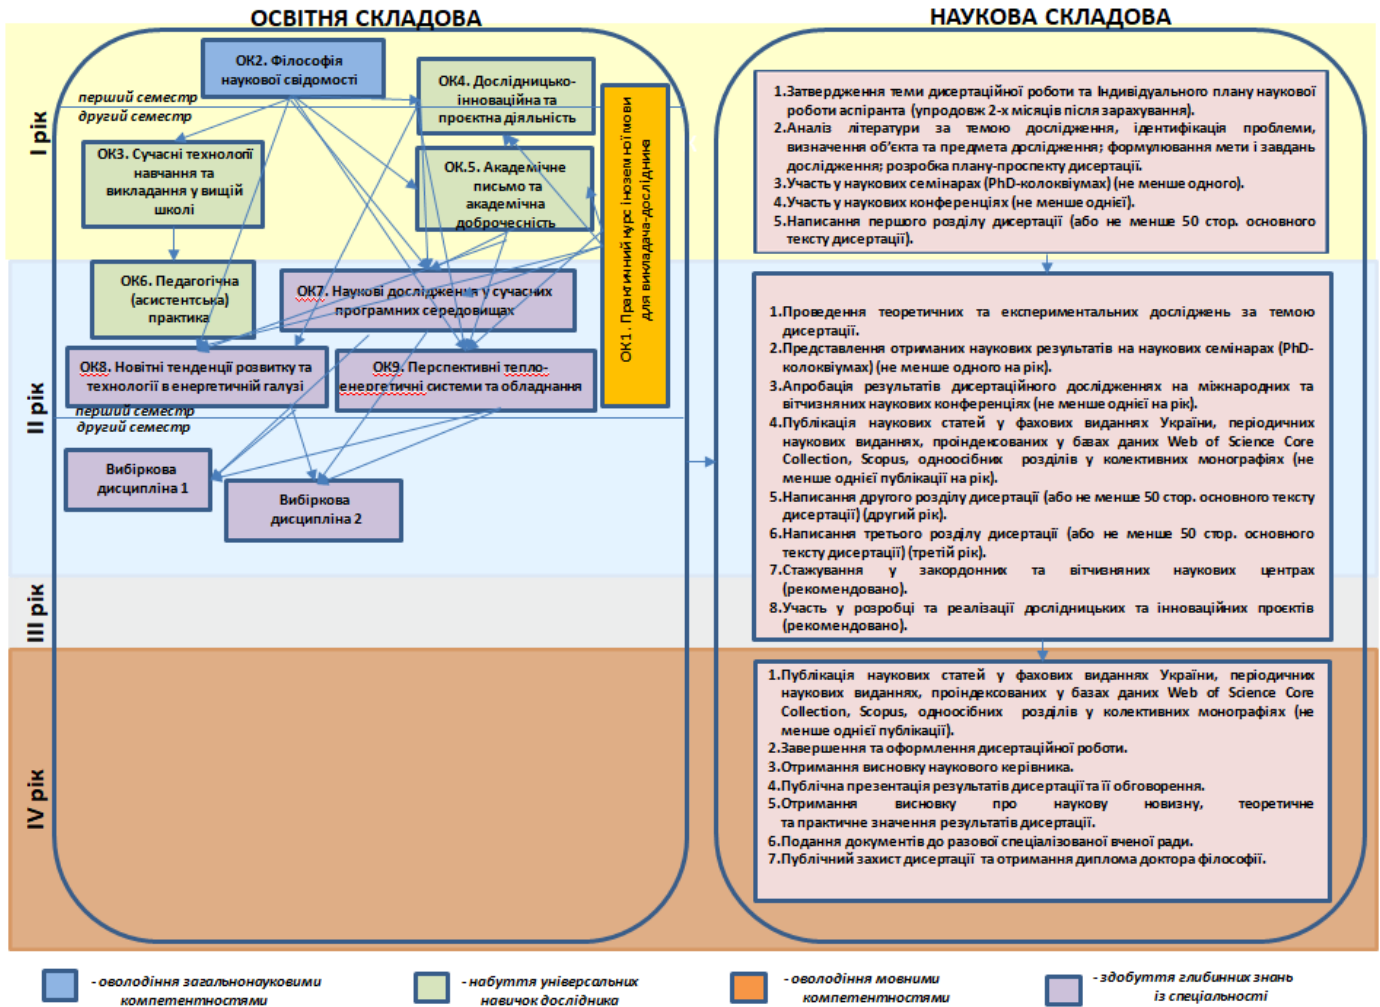 ОСВІТНЯ СКЛАДОВА
НАУКОВА СКЛАДОВА
І рік
ІІ рік
ІІІ рік
IV рік
ОК2. Філософія
наукової свідомості
перший семестр
другий семестр
ОК4. Дослідницько-
інноваційна та
проєктна діяльність
ОК3. Сучасні технології
навчання та
викладання у вищій
школі
ОК.5. Академічне
письмо та
академічна
доброчесність
ОК1. Практичний курс іноземної мови
для викладача-дослідника
ОК6. Педагогічна
(асистентська)
практика
ОК7. Наукові дослідження у сучасних
програмних середовищах
ОК8. Новітні тенденції розвитку та
технології в енергетичній галузі
ОК9. Перспективні тепло-
енергетичні системи та обладнання
перший семестр
другий семестр
Вибіркова
дисципліна 1
Вибіркова
дисципліна 2
1.Затвердження теми дисертаційної роботи та Індивідуального плану наукової
роботи аспіранта (упродовж 2-х місяців після зарахування).
2.Аналіз літератури за темою дослідження, ідентифікація проблеми,
визначення об’єкта та предмета дослідження; формулювання мети і завдань
дослідження; розробка плану-проспекту дисертації.
3.Участь у наукових семінарах (PhD-колоквіумах) (не менше одного).
4.Участь у наукових конференціях (не менше однієї).
5.Написання першого розділу дисертації (або не менше 50 стор. основного
тексту дисертації).
1.Проведення теоретичних та експериментальних досліджень за темою
дисертації.
2.Представлення отриманих наукових результатів на наукових семінарах (PhD-
колоквіумах) (не менше одного на рік).
3.Апробація результатів дисертаційного дослідженнях на міжнародних та
вітчизняних наукових конференціях (не менше однієї на рік).
4.Публікація наукових статей у фахових виданнях України, періодичних
наукових виданнях, проіндексованих у базах даних Web of Science Core
Collection, Scopus, одноосібних розділів у колективних монографіях (не
менше однієї публікації на рік).
5.Написання другого розділу дисертації (або не менше 50 стор. основного тексту
дисертації) (другий рік).
6.Написання третього розділу дисертації (або не менше 50 стор. основного
тексту дисертації) (третій рік).
7.Стажування у закордонних та вітчизняних наукових центрах
(рекомендовано).
8.Участь у розробці та реалізації дослідницьких та інноваційних проєктів
(рекомендовано).
1.Публікація наукових статей у фахових виданнях України, періодичних
наукових виданнях, проіндексованих у базах даних Web of Science Core
Collection, Scopus, одноосібних розділів у колективних монографіях (не
менше однієї публікації).
2.Завершення та оформлення дисертаційної роботи.
3.Отримання висновку наукового керівника.
4.Публічна презентація результатів дисертації та її обговорення.
5.Отримання висновку про наукову новизну, теоретичне
та практичне значення результатів дисертації.
6.Подання документів до разової спеціалізованої вченої ради.
7.Публічний захист дисертації та отримання диплома доктора філософії.
- оволодіння загальнонауковими
компетентностями
- набуття універсальних
навичок дослідника
- оволодіння мовними
компетентностями
- здобуття глибинних знань
із спеціальності